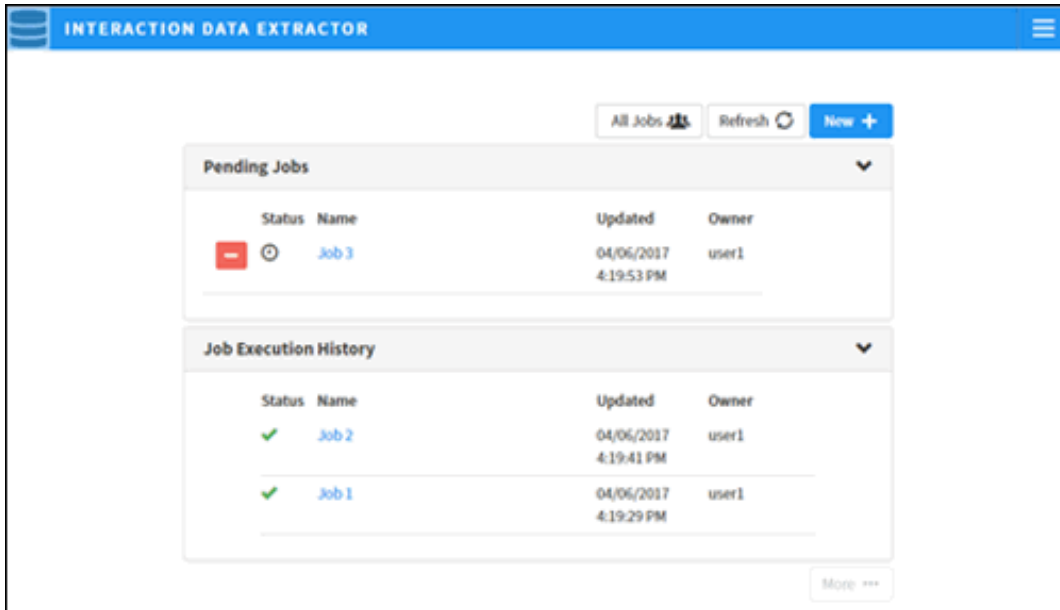 INTERACTION DATA EXTRACTOR
All Jobs Refresh New
Pending Jobs
Status Name Updated Owner
Job 3 04/06/2017 user1
4:19:53 PM
Job Execution History
Status Name Updated Owner
Job 2 04/06/2017 user1
4:19:41 PM
Job 1 04/06/2017 user1
4:19:29 PM
More